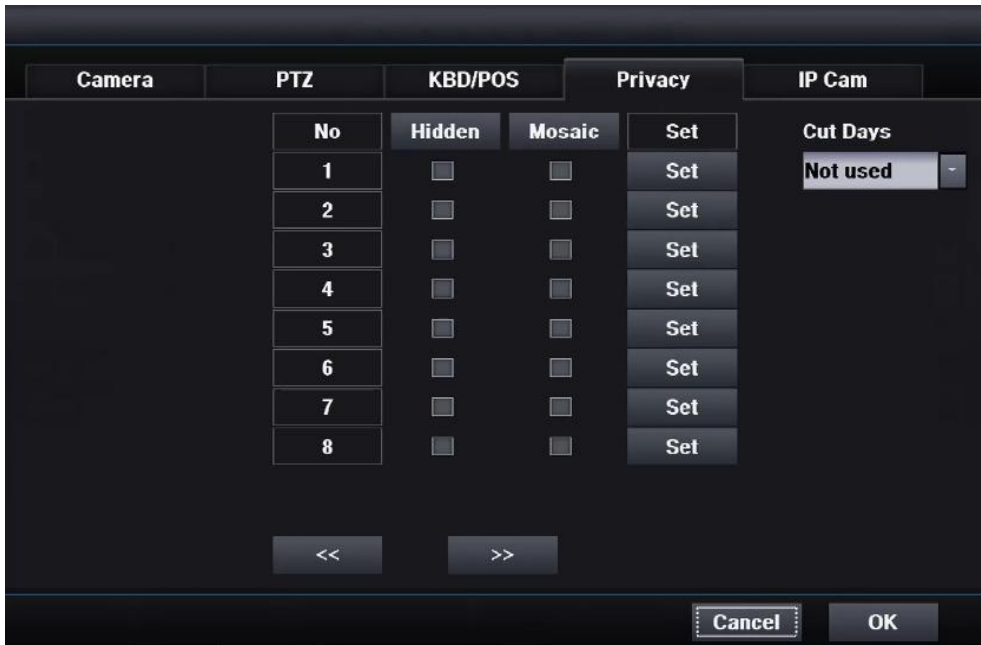 Camera PTZ KBD/POS Privacy IP Cam
No Hidden Mosaic Set Cut Days
1 Set Not used
2 Set
3 Set
4 Set
5 Set
6 Set
7 Set
8 Set
<< >>
Cancel OK